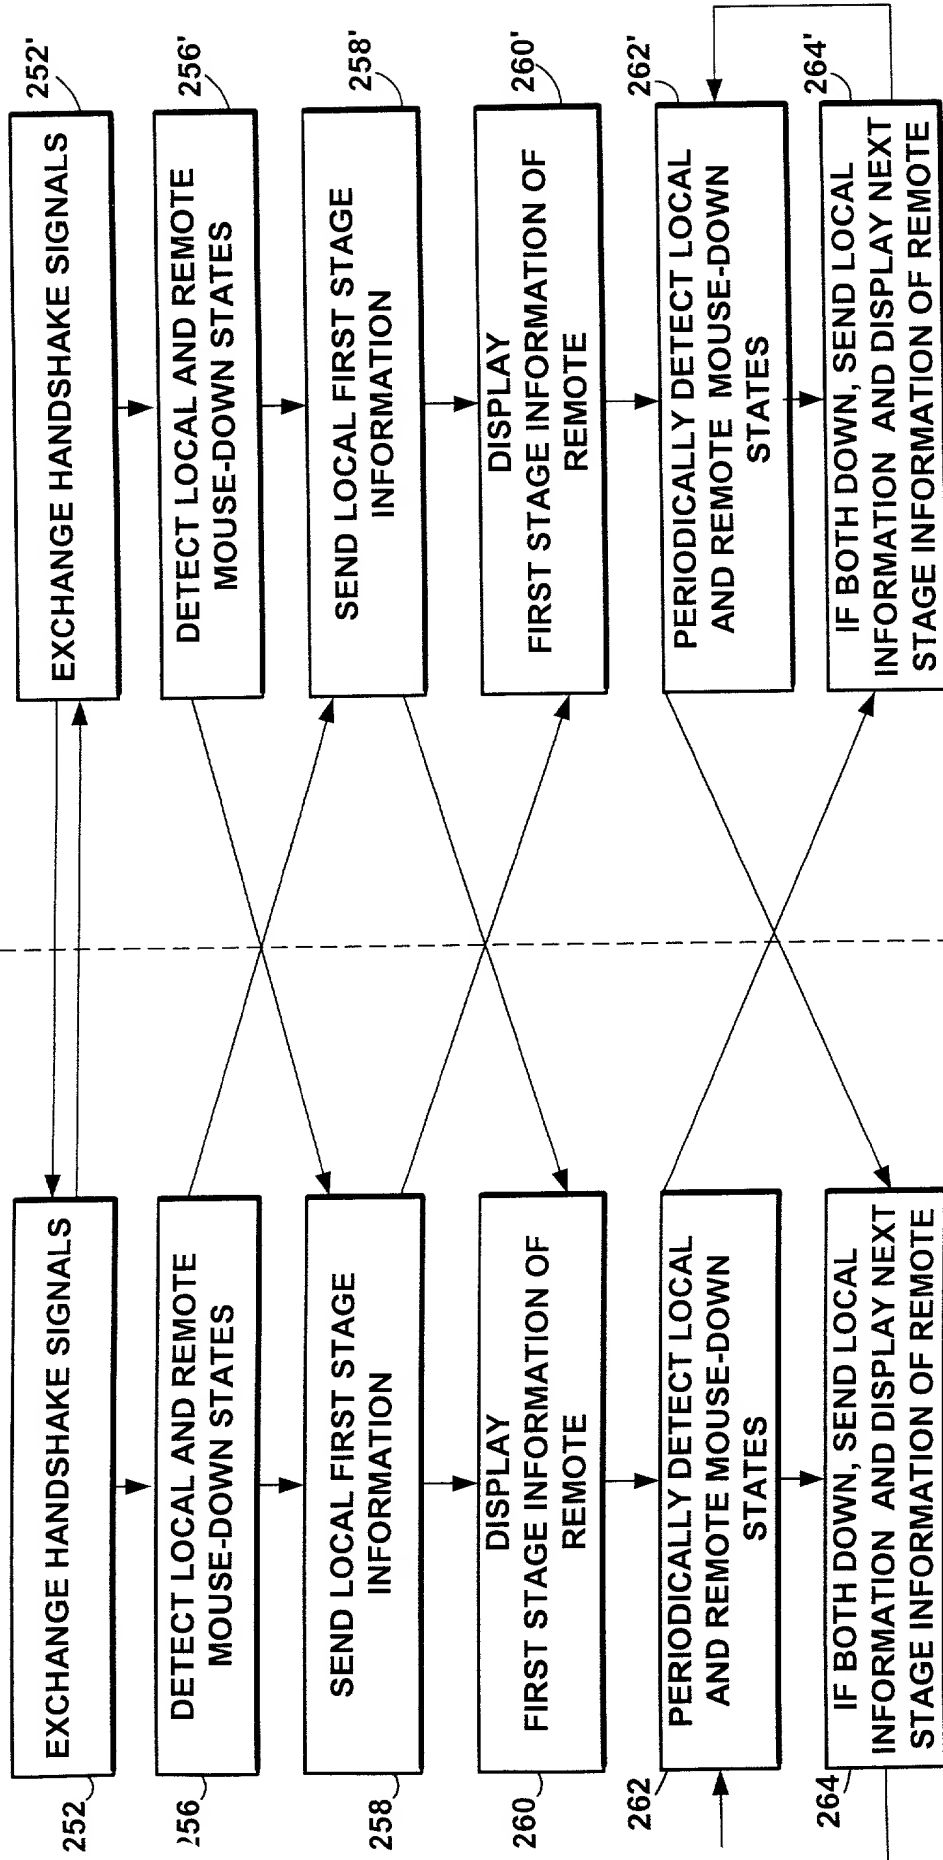 252
EXCHANGE HANDSHAKE SIGNALS
256
DETECT LOCAL AND REMOTE
MOUSE-DOWN STATES
258
SEND LOCAL FIRST STAGE
INFORMATION
260
DISPLAY
FIRST STAGE INFORMATION OF
REMOTE
262
PERIODICALLY DETECT LOCAL
AND REMOTE MOUSE-DOWN
STATES
264
IF BOTH DOWN, SEND LOCAL
INFORMATION AND DISPLAY NEXT
STAGE INFORMATION OF REMOTE
252'
EXCHANGE HANDSHAKE SIGNALS
256'
DETECT LOCAL AND REMOTE
MOUSE-DOWN STATES
258'
SEND LOCAL FIRST STAGE
INFORMATION
260'
DISPLAY
FIRST STAGE INFORMATION OF
REMOTE
262'
PERIODICALLY DETECT LOCAL
AND REMOTE MOUSE-DOWN
STATES
264'
IF BOTH DOWN, SEND LOCAL
INFORMATION AND DISPLAY NEXT
STAGE INFORMATION OF REMOTE